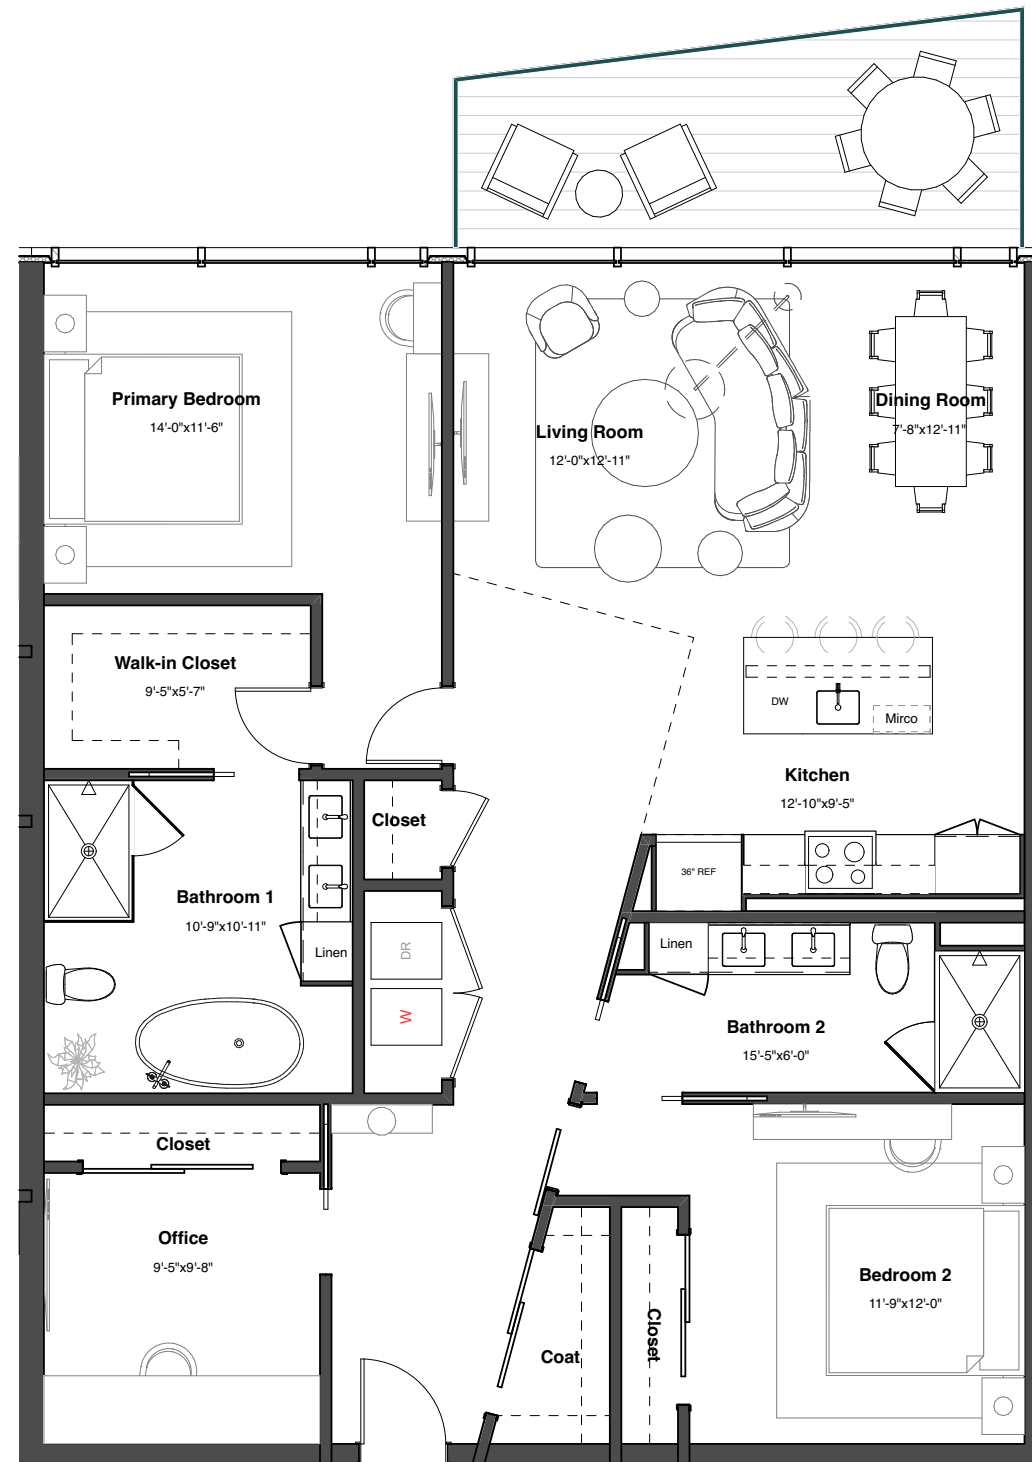 Primary Bedroom
14'-0"x11'-6"
Living Room
12'-0"x12'-11"
Dining Room
7'-8"x12'-11"
Walk-in Closet
9'-5"x5'-7"
DW
Mirco
Kitchen
12'-10"x9'-5"
Closet
36" REF
Bathroom 1
10'-9"x10'-11"
Linen
DR
W
Linen
Bathroom 2
15'-5"x6'-0"
Closet
Office
9'-5"x9'-8"
Bedroom 2
11'-9"x12'-0"
Coat
Closet